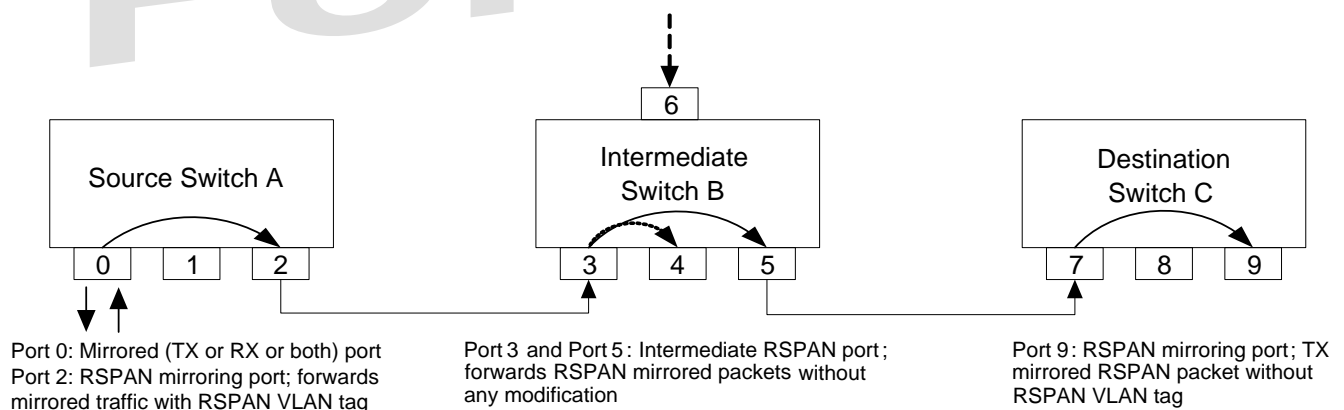 6
Source Switch A
Intermediate
Switch B
Destination
Switch C
0 1 2
3 4 5
7 8 9
Port 0: Mirrored (TX or RX or both) port
Port 2: RSPAN mirroring port; forwards
mirrored traffic with RSPAN VLAN tag
Port 3 and Port 5: Intermediate RSPAN port;
forwards RSPAN mirrored packets without
any modification
Port 9: RSPAN mirroring port; TX
mirrored RSPAN packet without
RSPAN VLAN tag